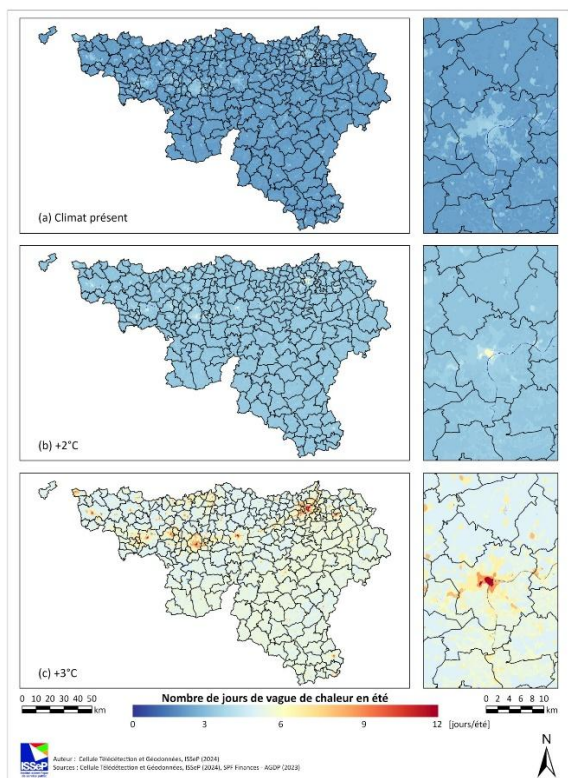 (a) Climat présent
(b) +2°C
(c) +3°C
Nombre de jours de vague de chaleur en été
0 10 20 30 40 50
km
0 3 6 9 12 [jours/été]
0 2 4 6 8 10
km
N
ISSeP
Auteur : Cellule Télédétection et Géodonnées, ISSeP (2024)
Sources : Cellule Télédétection et Géodonnées, ISSeP (2024), SPF Finances - AGDP (2023)